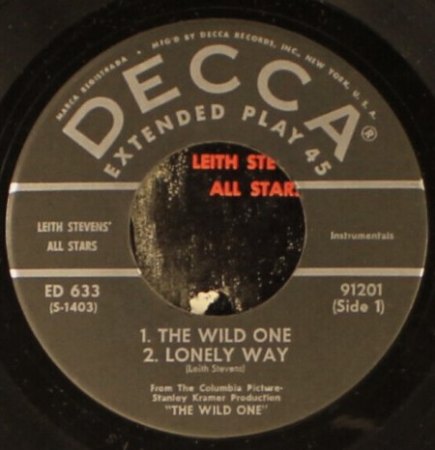 MARCA REGISTRADA • MF'G'D BY DECCA RECORDS, INC., NEW YORK, U. S. A.
DECCA®
EXTENDED PLAY 45
LEITH STE
ALL STARS
LEITH STEVENS'
ALL STARS
Instrumentals
ED 633
(S-1403)
91201
(Side 1)
1. THE WILD ONE
2. LONELY WAY
(Leith Stevens)
From The Columbia Picture-
Stanley Kramer Production
"THE WILD ONE"